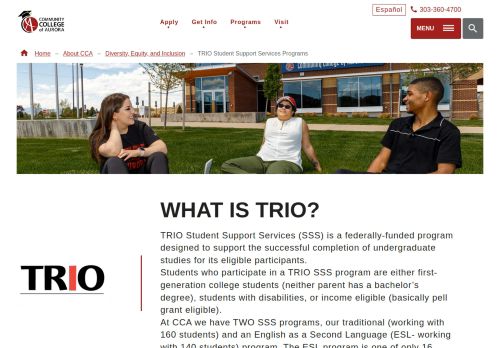 COMMUNITY
COLLEGE
of AURORA
Apply
Get Info
Programs
Visit
Español
303-360-4700
MENU
Home – About CCA – Diversity, Equity, and Inclusion – TRIO Student Support Services Programs
WHAT IS TRIO?
TRIO
TRIO Student Support Services (SSS) is a federally-funded program
designed to support the successful completion of undergraduate
studies for its eligible participants.
Students who participate in a TRIO SSS program are either first-
generation college students (neither parent has a bachelor´s
degree), students with disabilities, or income eligible (basically pell
grant eligible).
At CCA we have TWO SSS programs, our traditional (working with
160 students) and an English as a Second Language (ESL- working
with 140 students) program. The ESL program is one of only 16